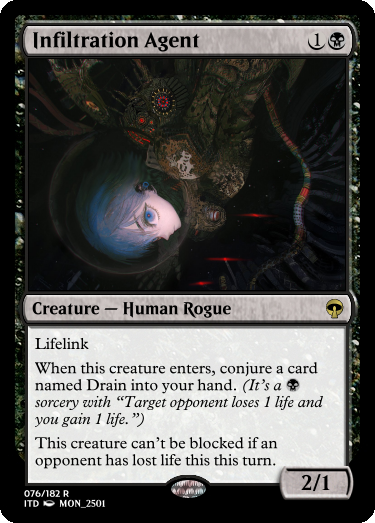 Infiltration Agent 1
Creature — Human Rogue
Lifelink
When this creature enters, conjure a card
named Drain into your hand. (It's a
sorcery with “Target opponent loses 1 life and
you gain 1 life.”)
This creature can't be blocked if an
opponent has lost life this this turn.
2/1
076/182 R
ITD MON_2501